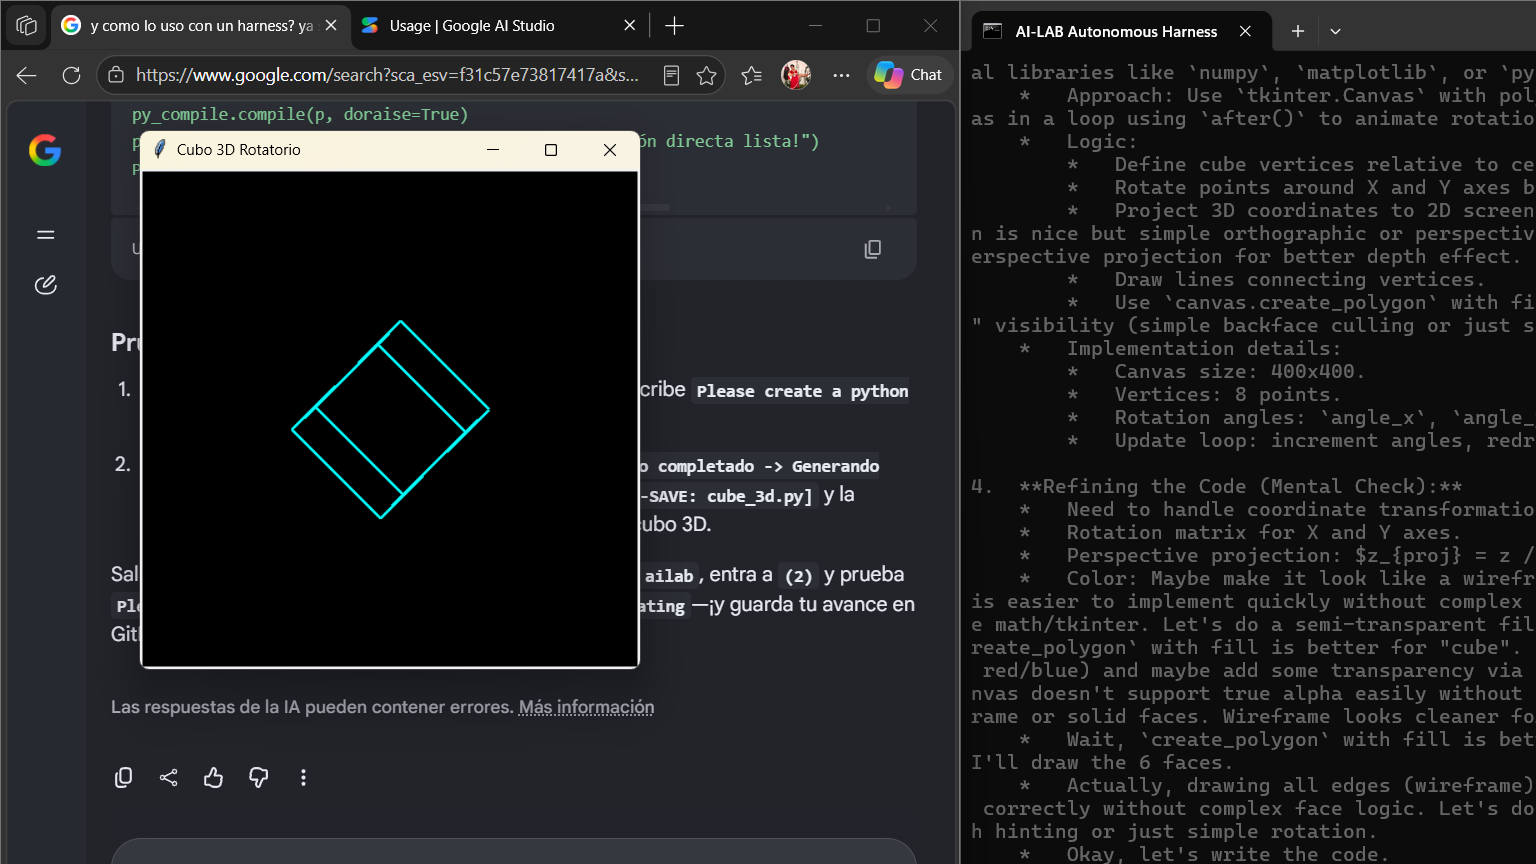 y como lo uso con un harness? ya
Usage | Google AI Studio
https://www.google.com/search?sca_esv=f31c57e73817417a&s...
Chat
py_compile.compile(p, doraise=True)
ón directa lista!")
Cubo 3D Rotatorio
Pr
1.
cribe Please create a python
2.
o completado -> Generando
-SAVE: cube_3d.py] y la
cubo 3D.
Sal
ailab, entra a (2) y prueba
Ple
ating —¡y guarda tu avance en
Git
Las respuestas de la IA pueden contener errores. Más información
AI-LAB Autonomous Harness
al libraries like `numpy`, `matplotlib`, or `py
* Approach: Use `tkinter.Canvas` with pol
as in a loop using `after()` to animate rotatio
* Logic:
* Define cube vertices relative to ce
* Rotate points around X and Y axes b
* Project 3D coordinates to 2D screen
n is nice but simple orthographic or perspectiv
erspective projection for better depth effect.
* Draw lines connecting vertices.
* Use `canvas.create_polygon` with fi
" visibility (simple backface culling or just s
* Implementation details:
* Canvas size: 400x400.
* Vertices: 8 points.
* Rotation angles: `angle_x`, `angle_
* Update loop: increment angles, redr
4. **Refining the Code (Mental Check):**
* Need to handle coordinate transformatio
* Rotation matrix for X and Y axes.
* Perspective projection: $z_{proj} = z /
* Color: Maybe make it look like a wirefr
is easier to implement quickly without complex
e math/tkinter. Let's do a semi-transparent fil
reate_polygon` with fill is better for "cube".
red/blue) and maybe add some transparency via
nvas doesn't support true alpha easily without
rame or solid faces. Wireframe looks cleaner fo
* Wait, `create_polygon` with fill is bet
I'll draw the 6 faces.
* Actually, drawing all edges (wireframe)
correctly without complex face logic. Let's do
h hinting or just simple rotation.
* Okay, let's write the code.